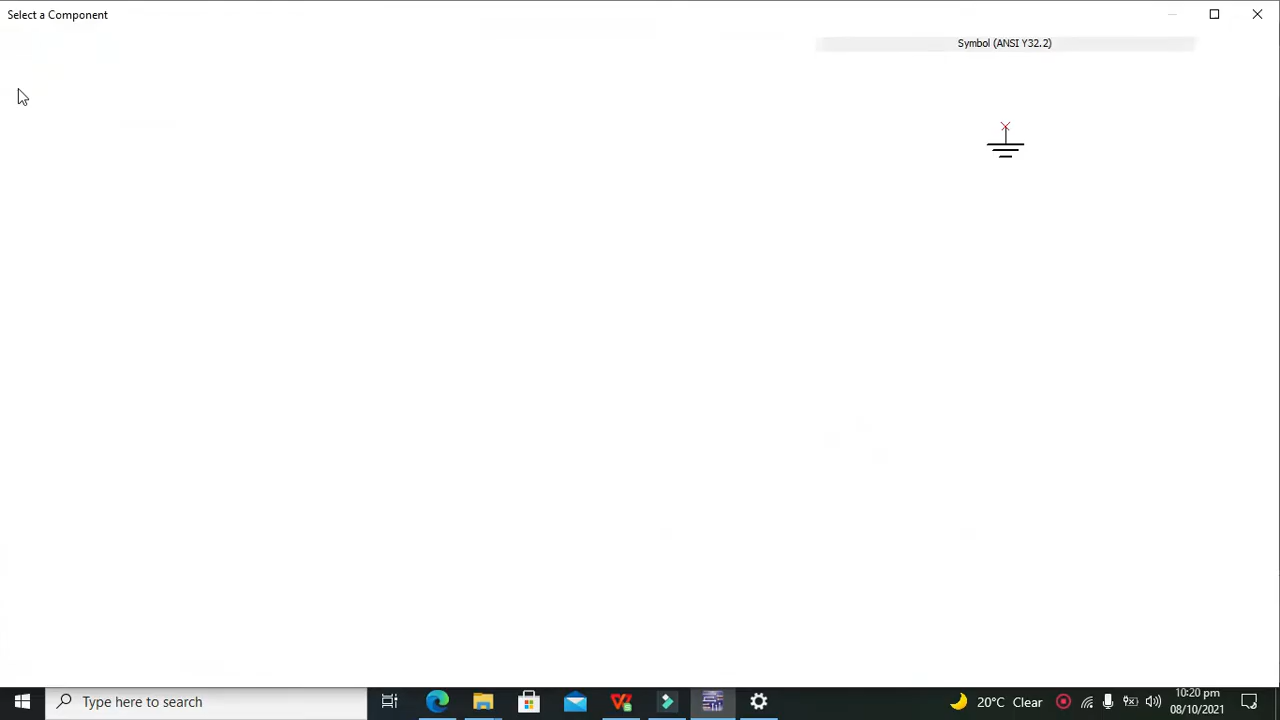 Select a Component
Symbol (ANSI Y32.2)
Type here to search
20°C Clear
10:20 pm
08/10/2021